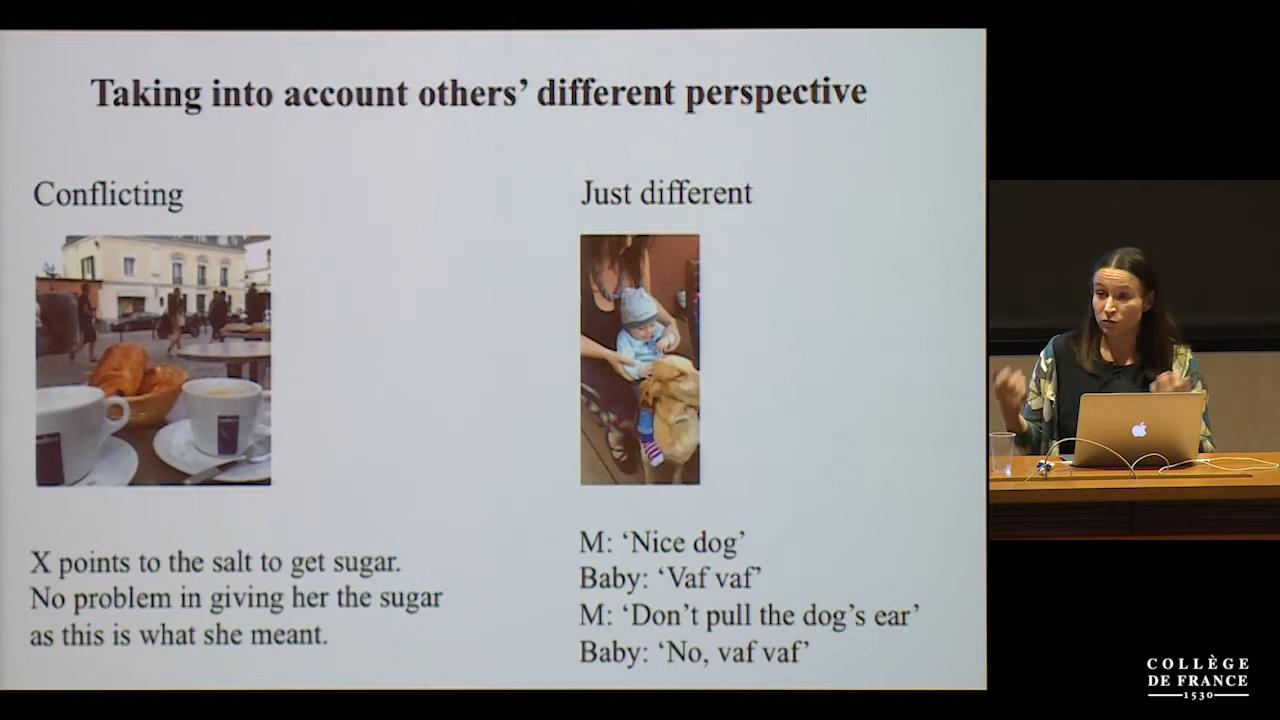 Taking into account others’ different perspective
Conflicting
Just different
X points to the salt to get sugar.
No problem in giving her the sugar
as this is what she meant.
M: ‘Nice dog’
Baby: ‘Vaf vaf’
M: ‘Don’t pull the dog’s ear’
Baby: ‘No, vaf vaf’
COLLÈGE
DE FRANCE
1530